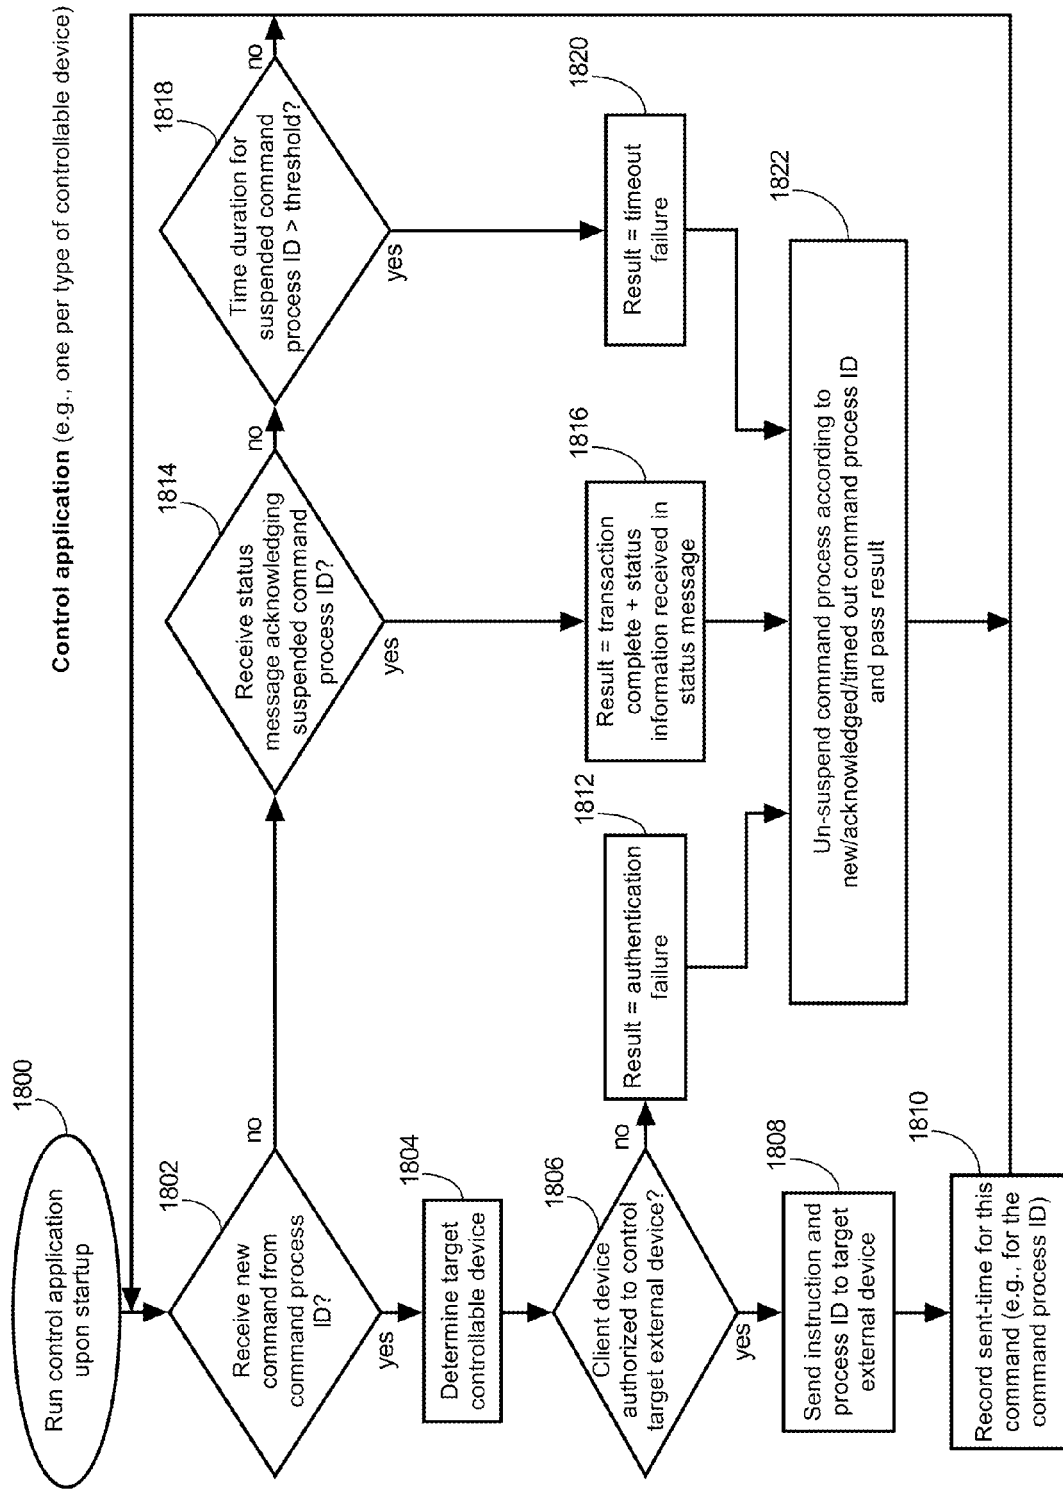 Control application (e.g., one per type of controllable device)
1800
Run control application
upon startup
1802
Receive new
command from
command process
ID?
no
yes
1804
Determine target
controllable device
1806
Client device
authorized to control
target external device?
no
yes
1808
Send instruction and
process ID to target
external device
1810
Record sent-time for this
command (e.g., for the
command process ID)
1812
Result = authentication
failure
1814
Receive status
message acknowledging
suspended command
process ID?
no
yes
1816
Result = transaction
complete + status
information received in
status message
1818
Time duration for
suspended command
process ID > threshold?
no
yes
1820
Result = timeout
failure
1822
Un-suspend command process according to
new/acknowledged/timed out command process ID
and pass result